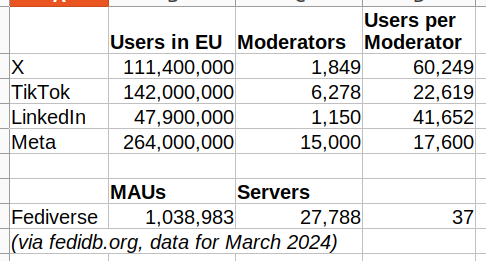 Users per
Users in EU Moderators Moderator
X 111,400,000 1,849 60,249
TikTok 142,000,000 6,278 22,619
LinkedIn 47,900,000 1,150 41,652
Meta 264,000,000 15,000 17,600
MAUs Servers
Fediverse 1,038,983 27,788 37
(via fedidb.org, data for March 2024)